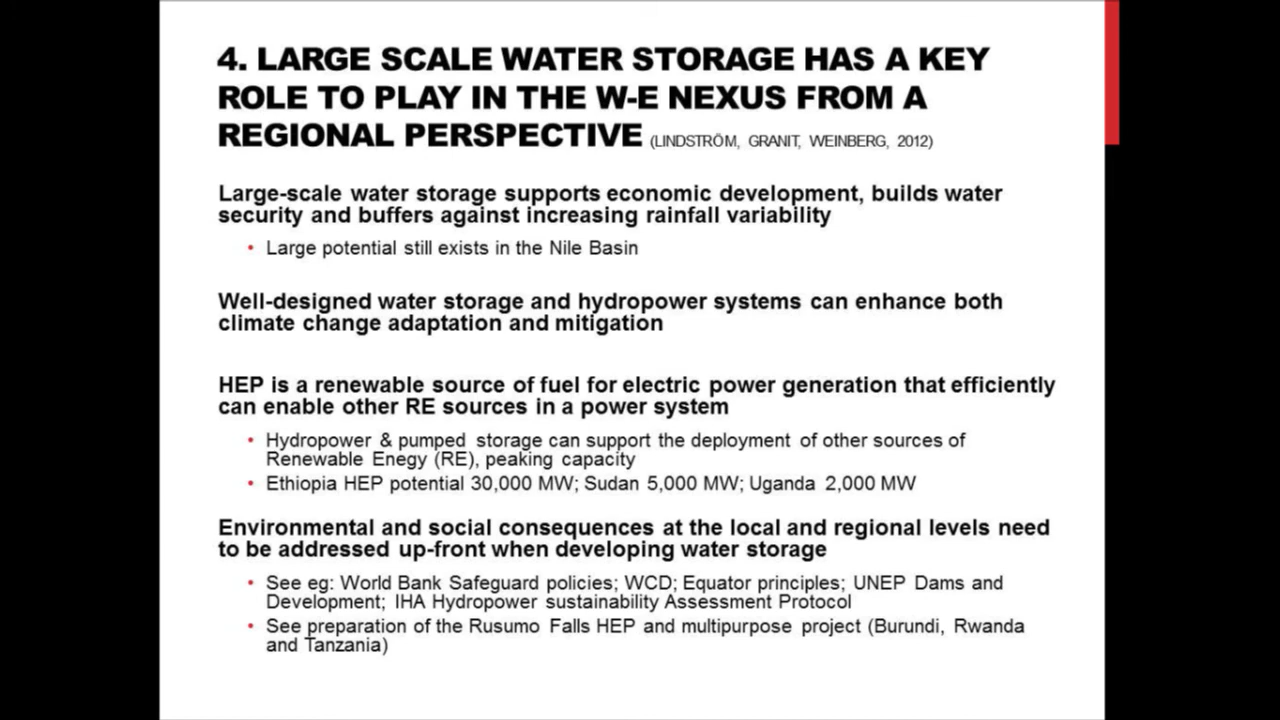 4. LARGE SCALE WATER STORAGE HAS A KEY
ROLE TO PLAY IN THE W-E NEXUS FROM A
REGIONAL PERSPECTIVE (LINDSTRÖM, GRANIT, WEINBERG, 2012)
Large-scale water storage supports economic development, builds water
security and buffers against increasing rainfall variability
• Large potential still exists in the Nile Basin
Well-designed water storage and hydropower systems can enhance both
climate change adaptation and mitigation
HEP is a renewable source of fuel for electric power generation that efficiently
can enable other RE sources in a power system
• Hydropower & pumped storage can support the deployment of other sources of
Renewable Enegy (RE), peaking capacity
• Ethiopia HEP potential 30,000 MW; Sudan 5,000 MW; Uganda 2,000 MW
Environmental and social consequences at the local and regional levels need
to be addressed up-front when developing water storage
• See eg: World Bank Safeguard policies; WCD; Equator principles; UNEP Dams and
Development; IHA Hydropower sustainability Assessment Protocol
• See preparation of the Rusumo Falls HEP and multipurpose project (Burundi, Rwanda
and Tanzania)